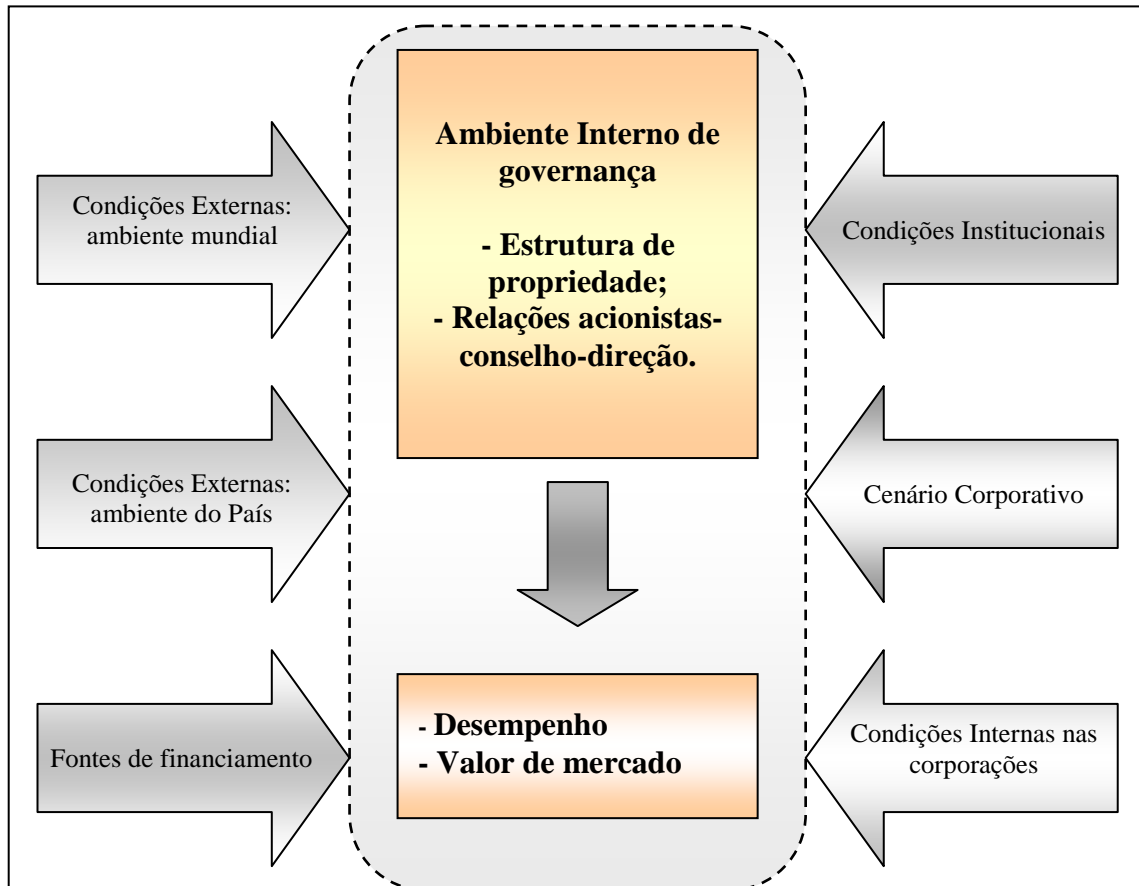 Ambiente Interno de
governança
- Estrutura de
propriedade;
- Relações acionistas-
conselho-direção.
Condições Externas:
ambiente mundial
Condições Institucionais
Condições Externas:
ambiente do País
Cenário Corporativo
Fontes de financiamento
- Desempenho
- Valor de mercado
Condições Internas nas
corporações